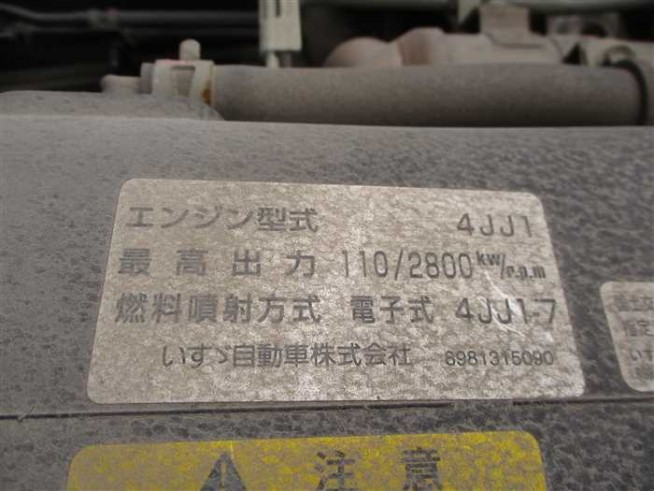 エンジン型式 4JJ1
最高出力 110/2800 kW/r.p.m
燃料噴射方式 電子式 4JJ1-7
いすゞ自動車株式会社 8981315090
注意